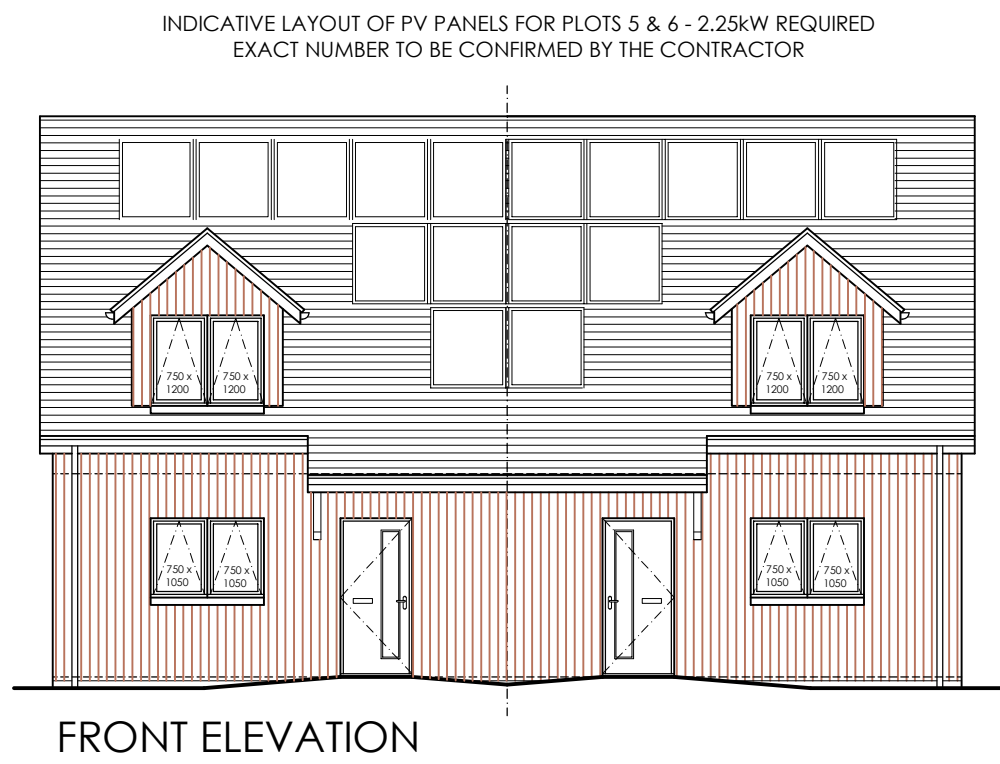 INDICATIVE LAYOUT OF PV PANELS FOR PLOTS 5 & 6 - 2.25kW REQUIRED
EXACT NUMBER TO BE CONFIRMED BY THE CONTRACTOR
750 x
1200
750 x
1200
750 x
1200
750 x
1200
750 x
1050
750 x
1050
750 x
1050
750 x
1050
FRONT ELEVATION